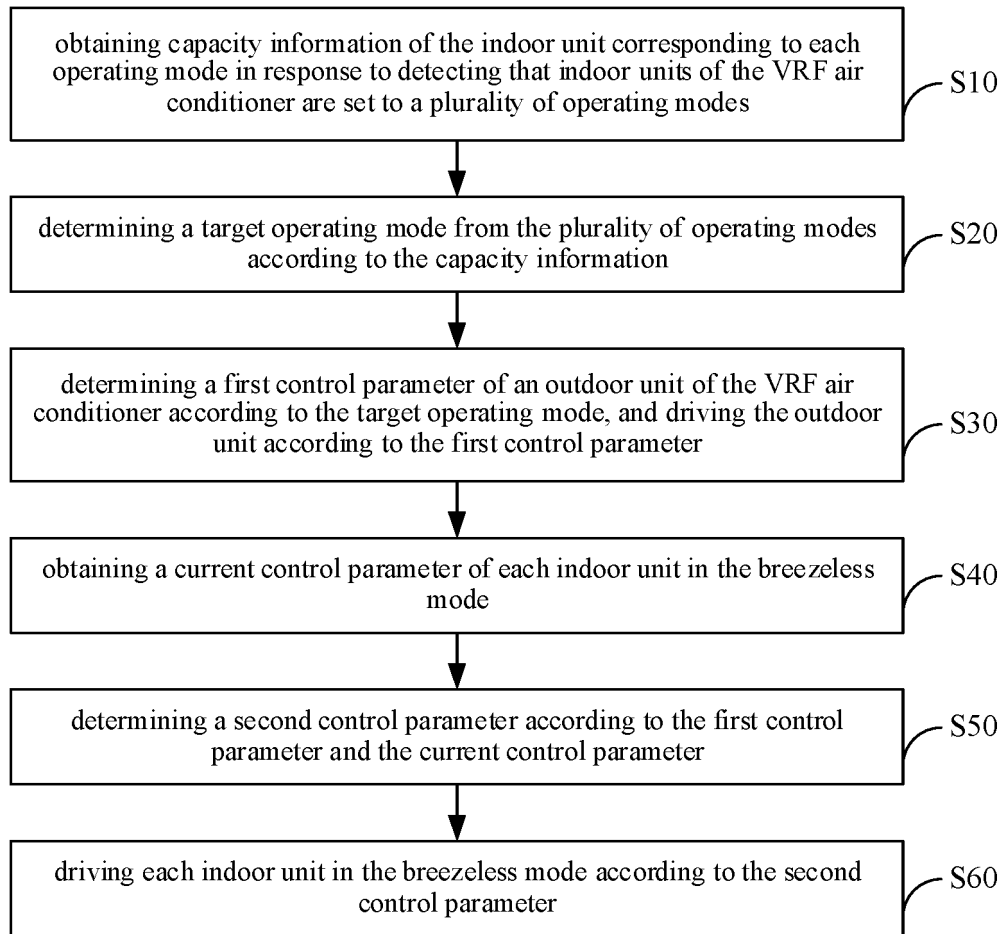 obtaining capacity information of the indoor unit corresponding to each
operating mode in response to detecting that indoor units of the VRF air
conditioner are set to a plurality of operating modes
S10
determining a target operating mode from the plurality of operating modes
according to the capacity information
S20
determining a first control parameter of an outdoor unit of the VRF air
conditioner according to the target operating mode, and driving the outdoor
unit according to the first control parameter
S30
obtaining a current control parameter of each indoor unit in the breezeless
mode
S40
determining a second control parameter according to the first control
parameter and the current control parameter
S50
driving each indoor unit in the breezeless mode according to the second
control parameter
S60